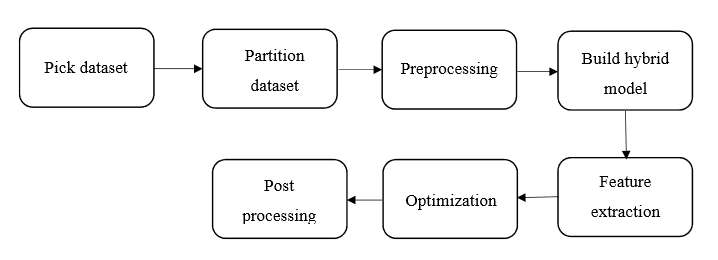 Pick dataset
Partition
dataset
Preprocessing
Build hybrid
model
Feature
extraction
Optimization
Post
processing